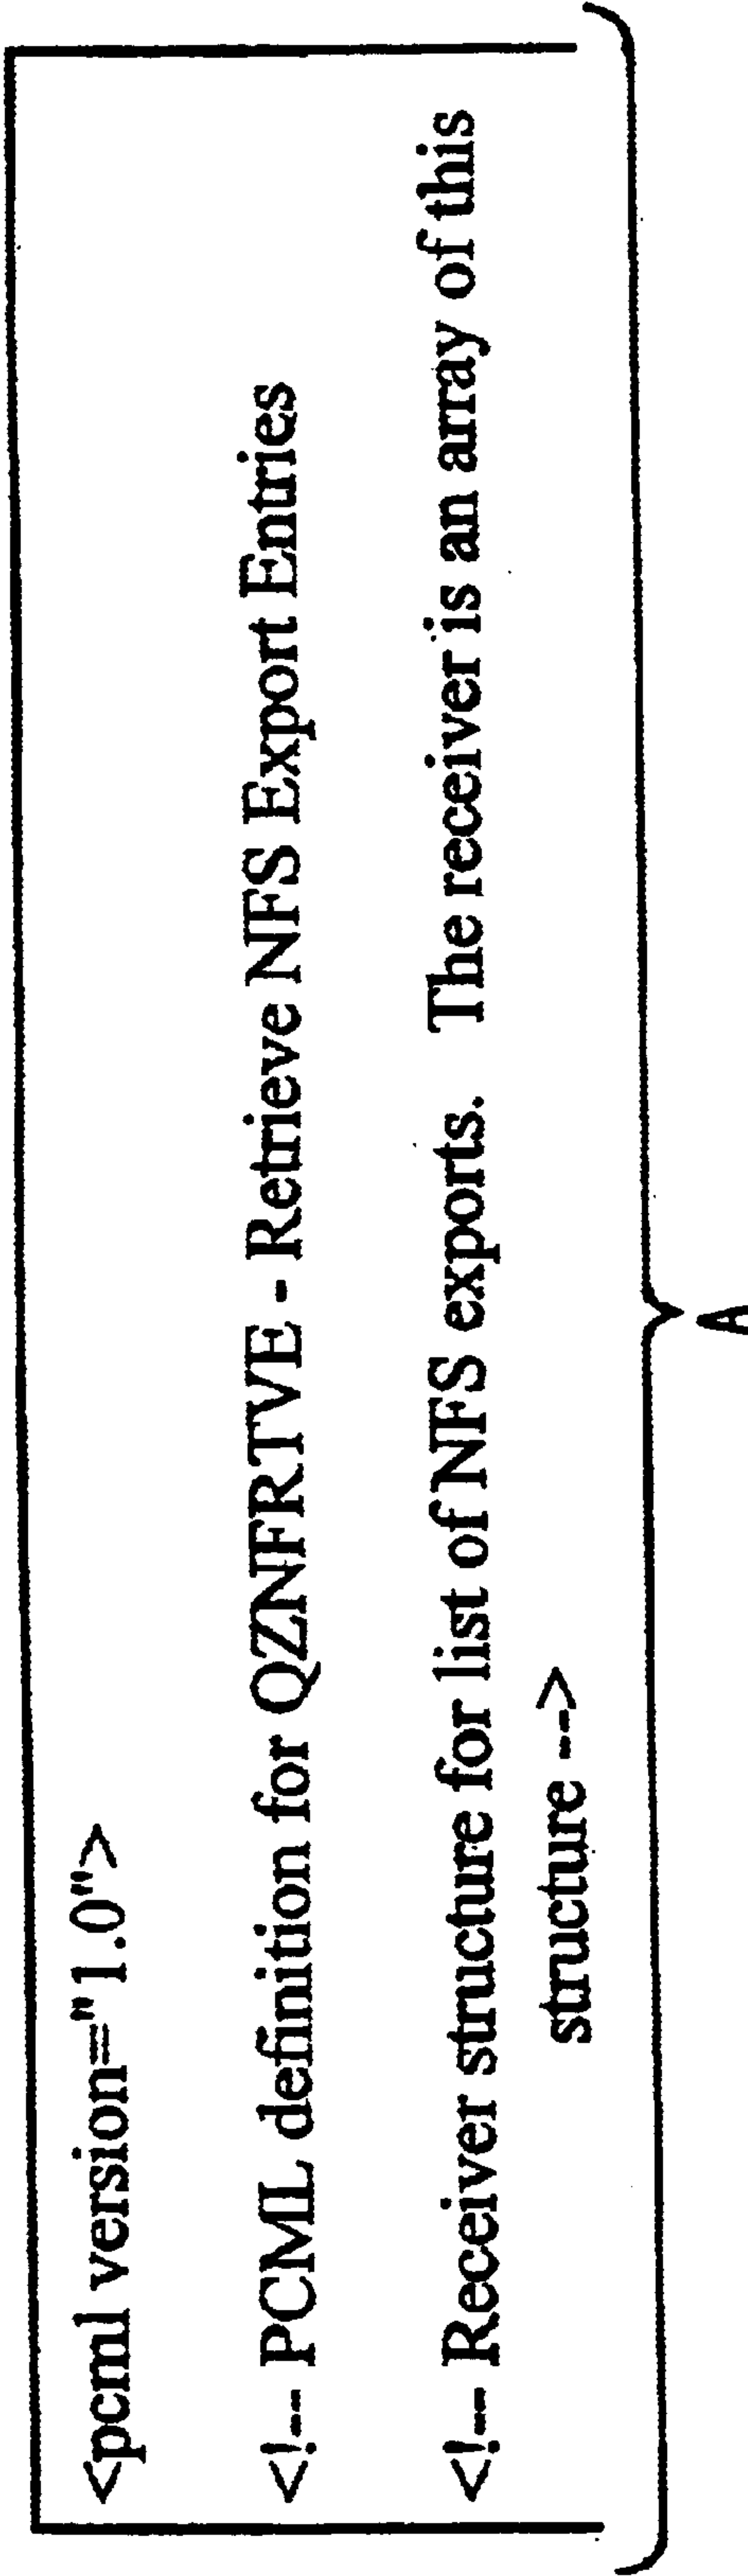 <pcml version="1.0">
<!-- PCML definition for QZNFRTVE - Retrieve NFS Export Entries
<!-- Receiver structure for list of NFS exports.  The receiver is an array of this
structure -->
A